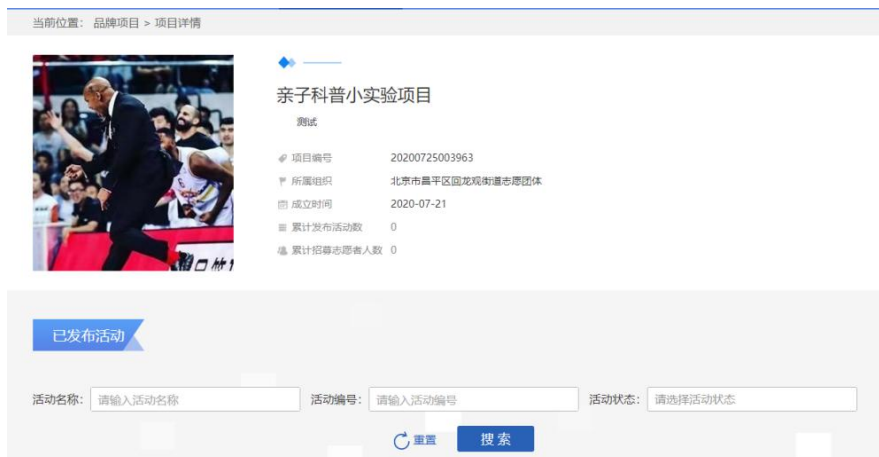 当前位置： 品牌项目 > 项目详情
亲子科普小实验项目
测试
项目编号 20200725003963
所属组织 北京市昌平区回龙观街道志愿团体
成立时间 2020-07-21
累计发布活动数 0
累计招募志愿者人数 0
已发布活动
活动名称： 请输入活动名称 活动编号： 请输入活动编号 活动状态： 请选择活动状态
重置 搜索